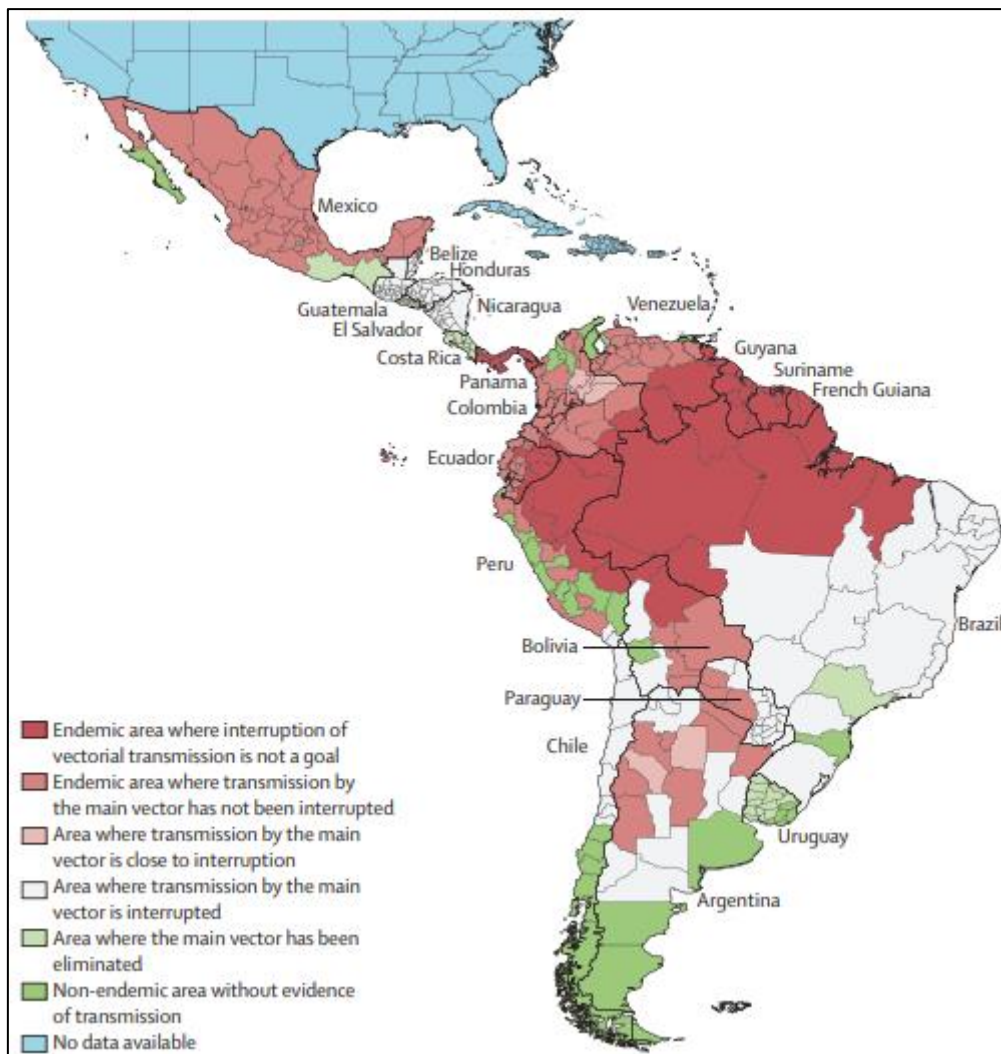 Mexico
Belize
Honduras
Guatemala
Nicaragua
El Salvador
Costa Rica
Venezuela
Guyana
Suriname
French Guiana
Panama
Colombia
Ecuador
Peru
Brazil
Bolivia
Paraguay
Chile
Uruguay
Argentina
Endemic area where interruption of
vectorial transmission is not a goal
Endemic area where transmission by
the main vector has not been interrupted
Area where transmission by the main
vector is close to interruption
Area where transmission by the main
vector is interrupted
Area where the main vector has been
eliminated
Non-endemic area without evidence
of transmission
No data available